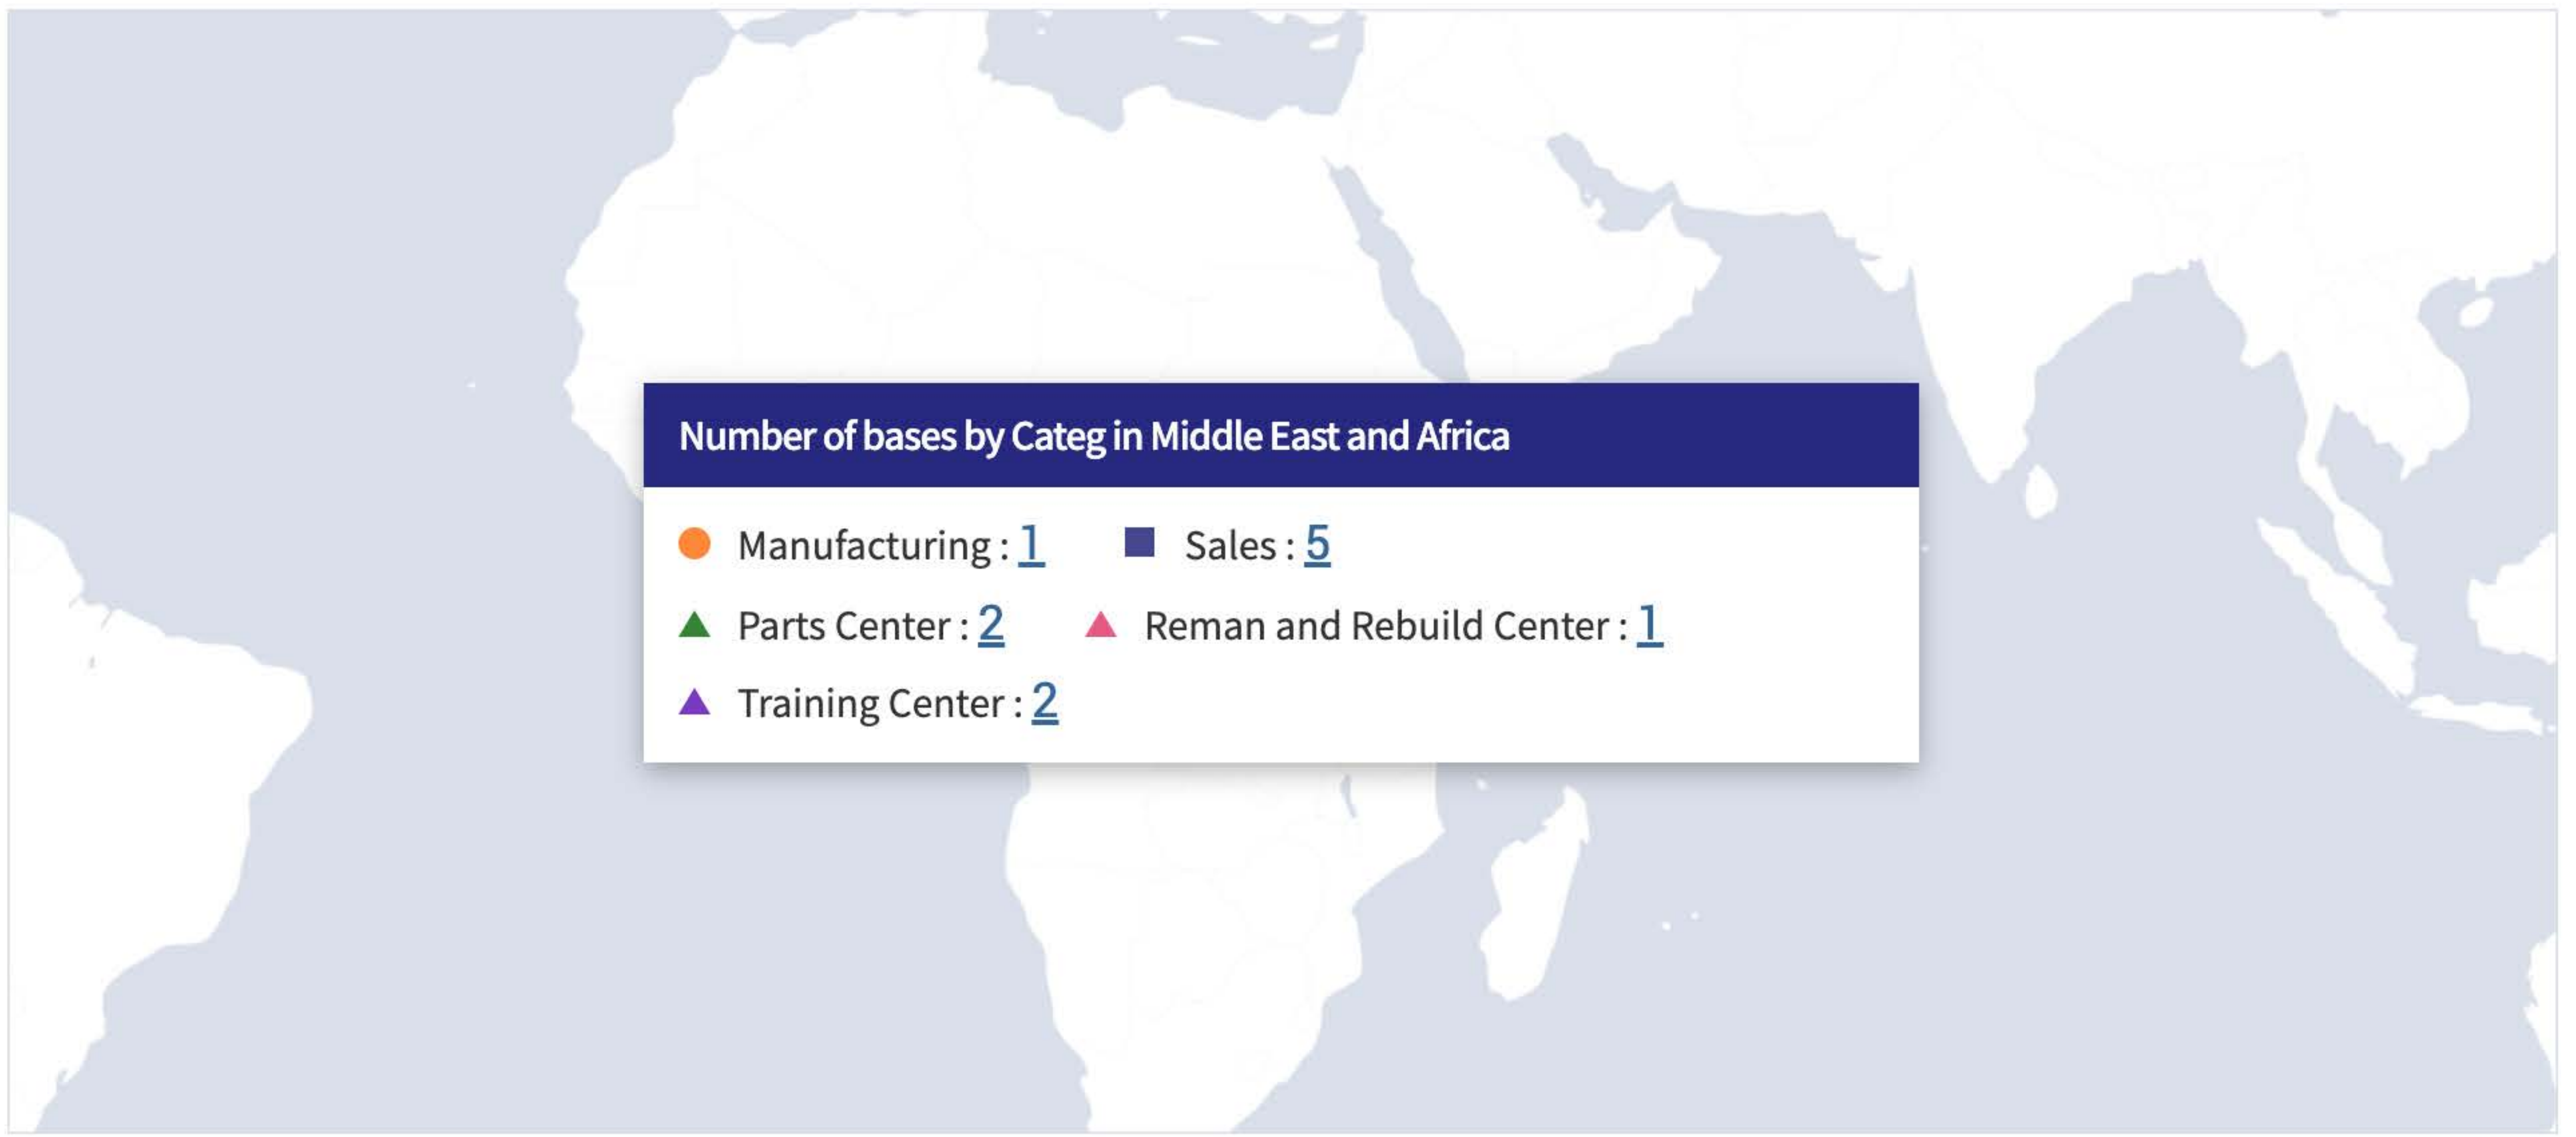 Number of bases by Categ in Middle East and Africa
Manufacturing : 1 Sales : 5
Parts Center : 2 Reman and Rebuild Center : 1
Training Center : 2